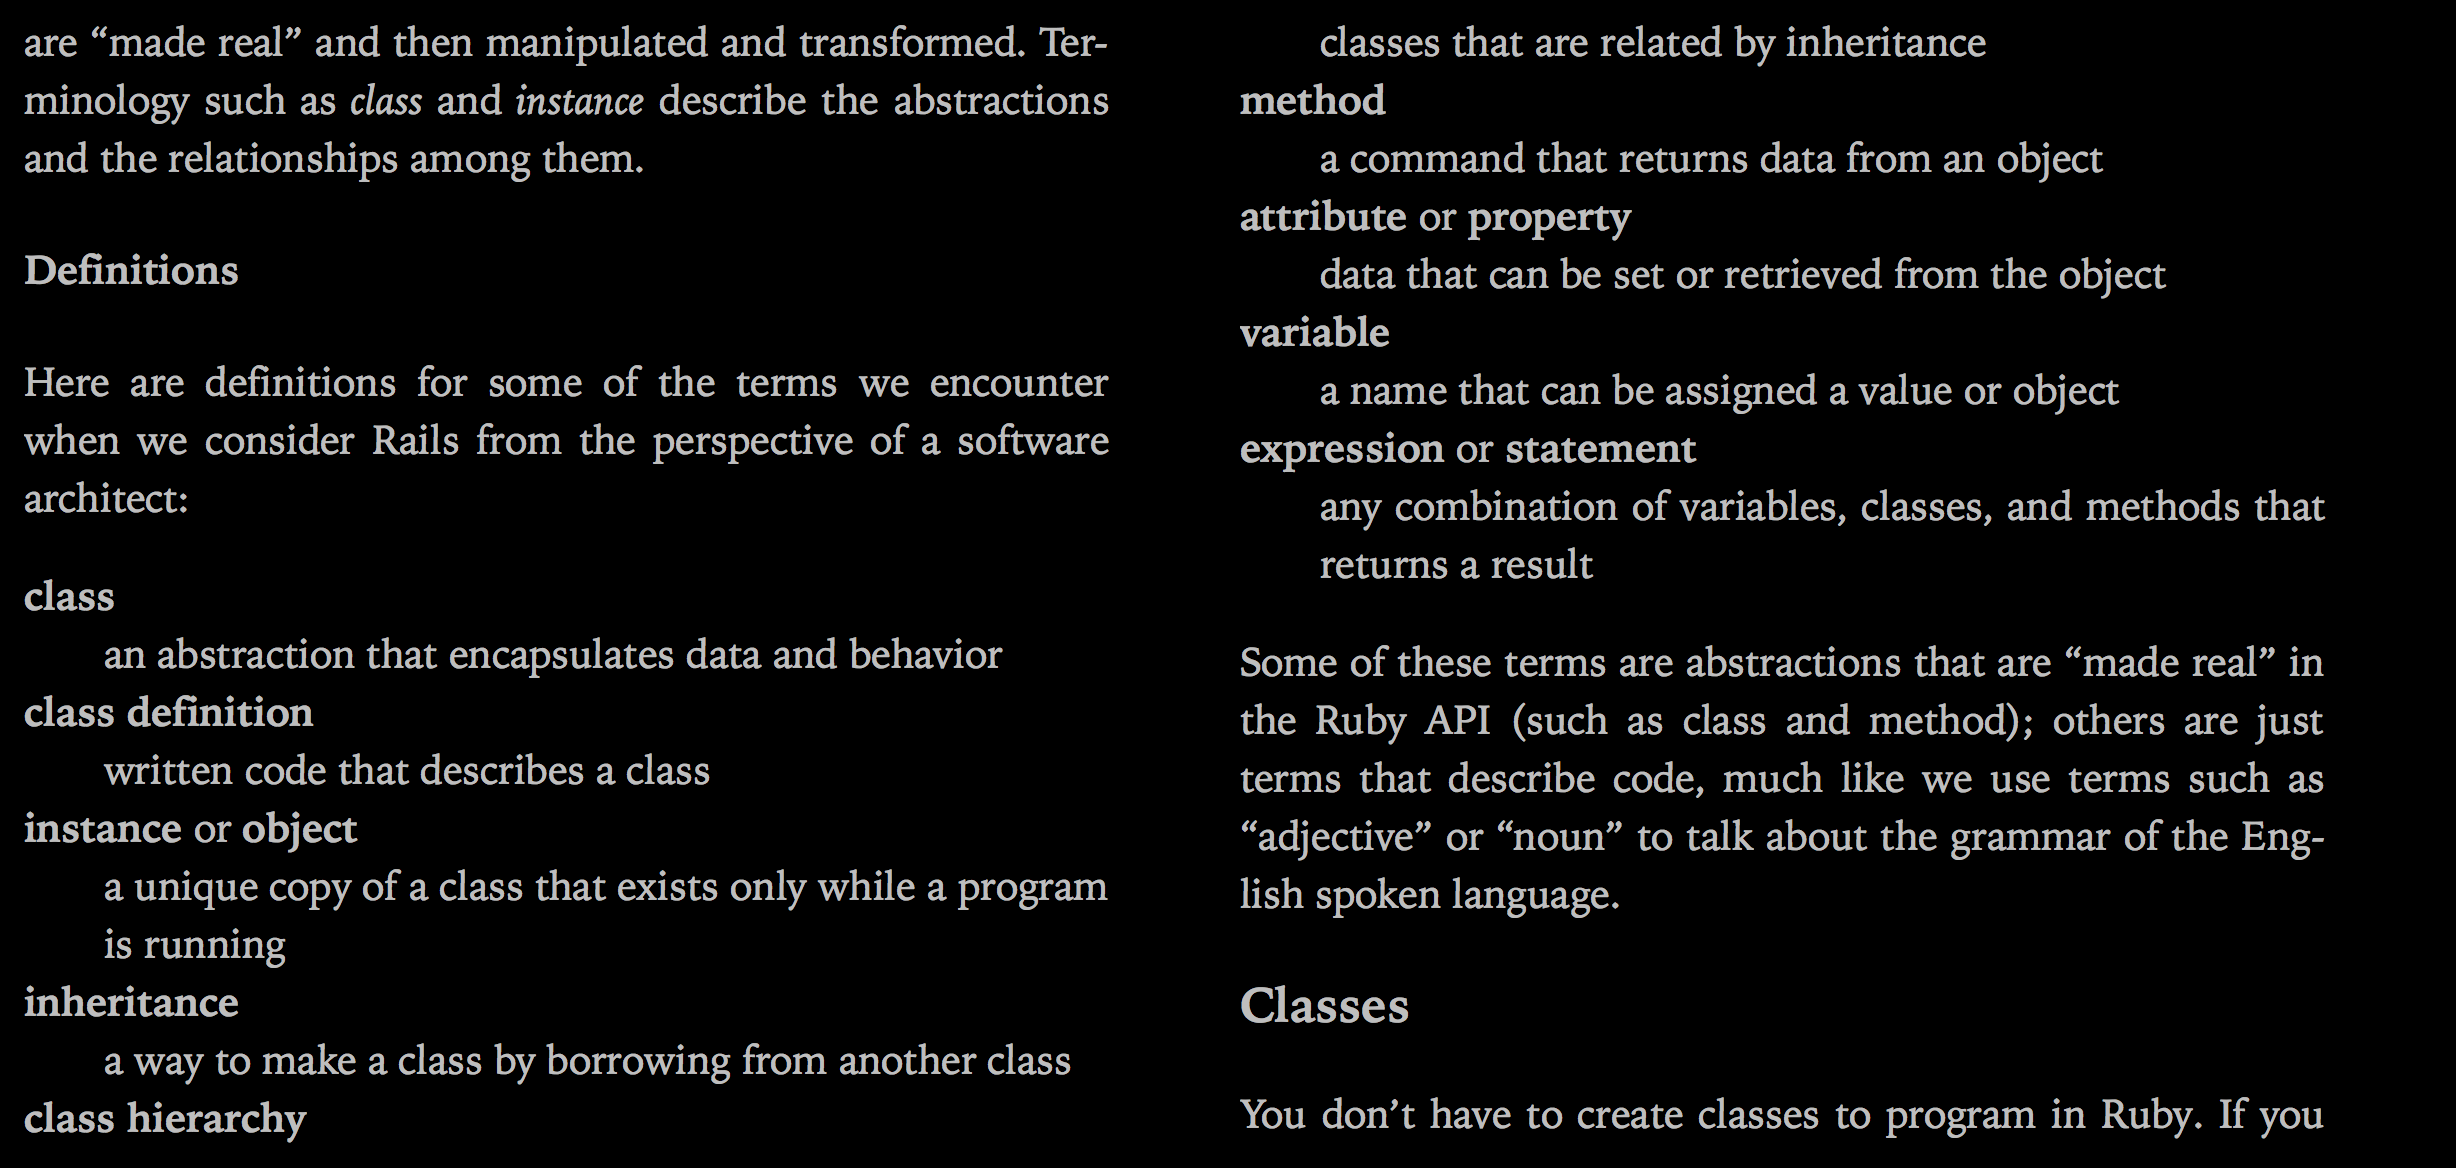 are “made real” and then manipulated and transformed. Ter-
minology such as class and instance describe the abstractions
and the relationships among them.
Definitions
Here are definitions for some of the terms we encounter
when we consider Rails from the perspective of a software
architect:
class
an abstraction that encapsulates data and behavior
class definition
written code that describes a class
instance or object
a unique copy of a class that exists only while a program
is running
inheritance
a way to make a class by borrowing from another class
class hierarchy
classes that are related by inheritance
method
a command that returns data from an object
attribute or property
data that can be set or retrieved from the object
variable
a name that can be assigned a value or object
expression or statement
any combination of variables, classes, and methods that
returns a result
Some of these terms are abstractions that are “made real” in
the Ruby API (such as class and method); others are just
terms that describe code, much like we use terms such as
“adjective” or “noun” to talk about the grammar of the Eng-
lish spoken language.
Classes
You don’t have to create classes to program in Ruby. If you